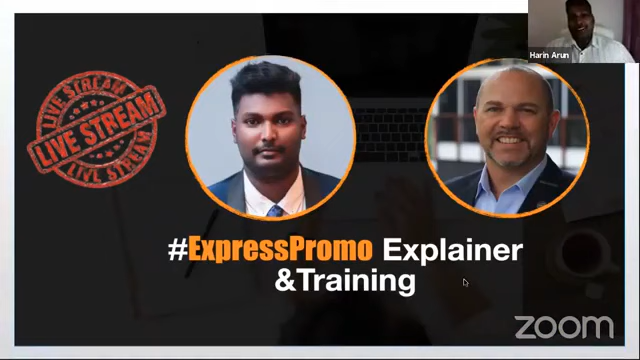 Harin Arun
LIVE STREAM
LIVE STREAM
LIVE STREAM
#ExpressPromo Explainer
&Training
zoom